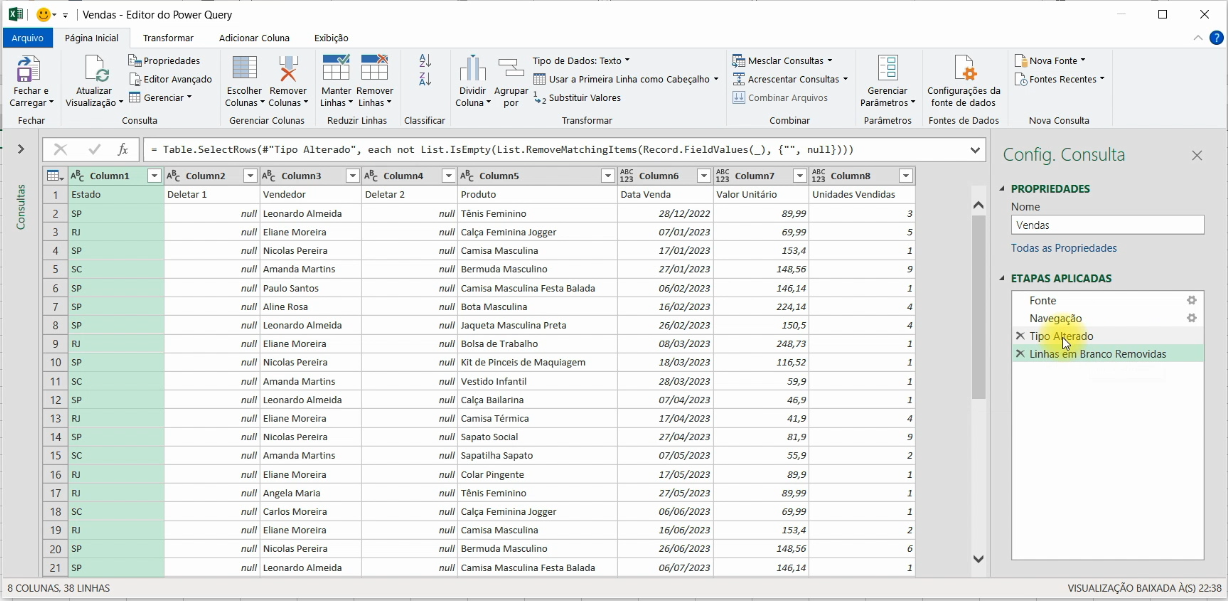 Vendas - Editor do Power Query
Arquivo Página Inicial Transformar Adicionar Coluna Exibição
Fechar e Carregar
Fechar
Atualizar Visualização
Propriedades
Editor Avançado
Gerenciar
Consulta
Escolher Colunas
Remover Colunas
Gerenciar Colunas
Manter Linhas
Remover Linhas
Reduzir Linhas
Classificar
Dividir Coluna
Agrupar por
Tipo de Dados: Texto
Usar a Primeira Linha como Cabeçalho
Substituir Valores
Transformar
Mesclar Consultas
Acrescentar Consultas
Combinar Arquivos
Combinar
Gerenciar Parâmetros
Parâmetros
Configurações da fonte de dados
Fontes de Dados
Nova Fonte
Fontes Recentes
Nova Consulta
Consultas
fx = Table.SelectRows(#"Tipo Alterado", each not List.IsEmpty(List.RemoveMatchingItems(Record.FieldValues(_), {"", null})))
ABC Column1 ABC Column2 ABC Column3 ABC Column4 ABC Column5 ABC 123 Column6 ABC 123 Column7 ABC 123 Column8
1 Estado Deletar 1 Vendedor Deletar 2 Produto Data Venda Valor Unitário Unidades Vendidas
2 SP null Leonardo Almeida null Tênis Feminino 28/12/2022 89,99 3
3 RJ null Eliane Moreira null Calça Feminina Jogger 07/01/2023 69,99 5
4 SP null Nicolas Pereira null Camisa Masculina 17/01/2023 153,4 1
5 SC null Amanda Martins null Bermuda Masculino 27/01/2023 148,56 9
6 SP null Paulo Santos null Camisa Masculina Festa Balada 06/02/2023 146,14 1
7 SP null Aline Rosa null Bota Masculina 16/02/2023 224,14 4
8 SP null Leonardo Almeida null Jaqueta Masculina Preta 26/02/2023 150,5 4
9 RJ null Eliane Moreira null Bolsa de Trabalho 08/03/2023 248,73 1
10 SP null Nicolas Pereira null Kit de Pinceis de Maquiagem 18/03/2023 116,52 1
11 SC null Amanda Martins null Vestido Infantil 28/03/2023 59,9 1
12 SP null Leonardo Almeida null Calça Bailarina 07/04/2023 46,9 1
13 RJ null Eliane Moreira null Camisa Térmica 17/04/2023 41,9 4
14 SP null Nicolas Pereira null Sapato Social 27/04/2023 81,9 9
15 SC null Amanda Martins null Sapatilha Sapato 07/05/2023 55,9 2
16 RJ null Eliane Moreira null Colar Pingente 17/05/2023 89,9 1
17 RJ null Angela Maria null Tênis Feminino 27/05/2023 89,99 1
18 SC null Carlos Moreira null Calça Feminina Jogger 06/06/2023 69,99 1
19 RJ null Eliane Moreira null Camisa Masculina 16/06/2023 153,4 2
20 SP null Nicolas Pereira null Bermuda Masculino 26/06/2023 148,56 6
21 SP null Leonardo Almeida null Camisa Masculina Festa Balada 06/07/2023 146,14 1
Config. Consulta
PROPRIEDADES
Nome
Vendas
Todas as Propriedades
ETAPAS APLICADAS
Fonte
Navegação
Tipo Alterado
Linhas em Branco Removidas
8 COLUNAS, 38 LINHAS VISUALIZAÇÃO BAIXADA À(S) 22:38